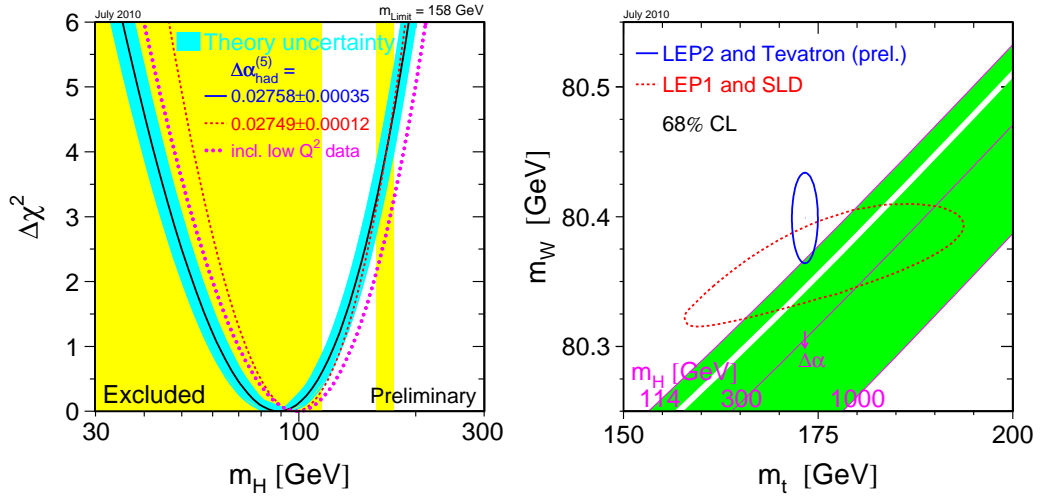 July 2010
m_Limit = 158 GeV
Theory uncertainty
Δα_had^(5) =
0.02758±0.00035
0.02749±0.00012
incl. low Q² data
Excluded
Preliminary
6
5
4
3
2
1
0
Δχ²
30
100
300
m_H [GeV]
July 2010
LEP2 and Tevatron (prel.)
LEP1 and SLD
68% CL
80.5
80.4
80.3
m_W [GeV]
Δα
m_H [GeV]
114
300
1000
150
175
200
m_t [GeV]